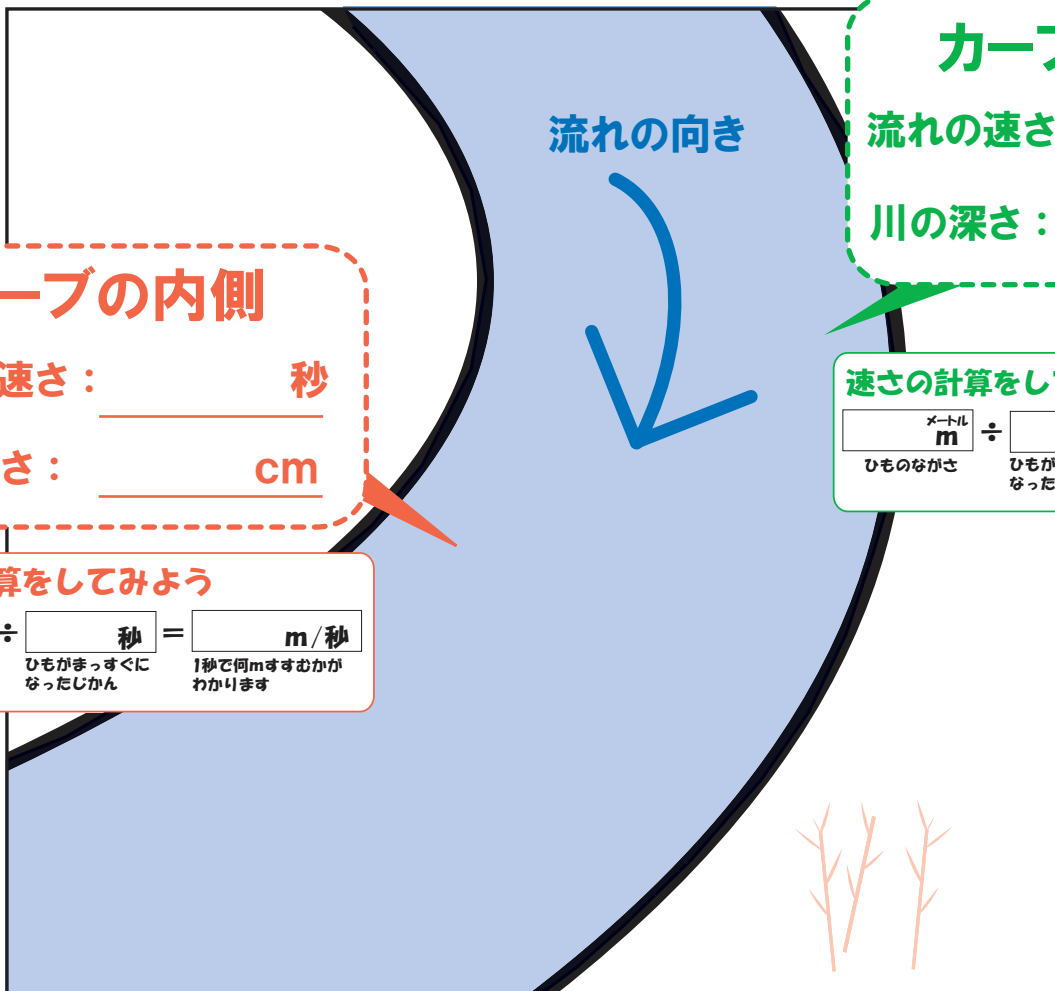 カーブ
流れの速さ
川の深さ：
流れの向き
ーブの内側
速さ： 秒
さ： cm
速さの計算をして
メートル
m ÷
ひものながさ
ひもが
なった
算をしてみよう
÷ 秒 ＝ m/秒
ひもがまっすぐに
なったじかん
1秒で何mすすむかが
わかります